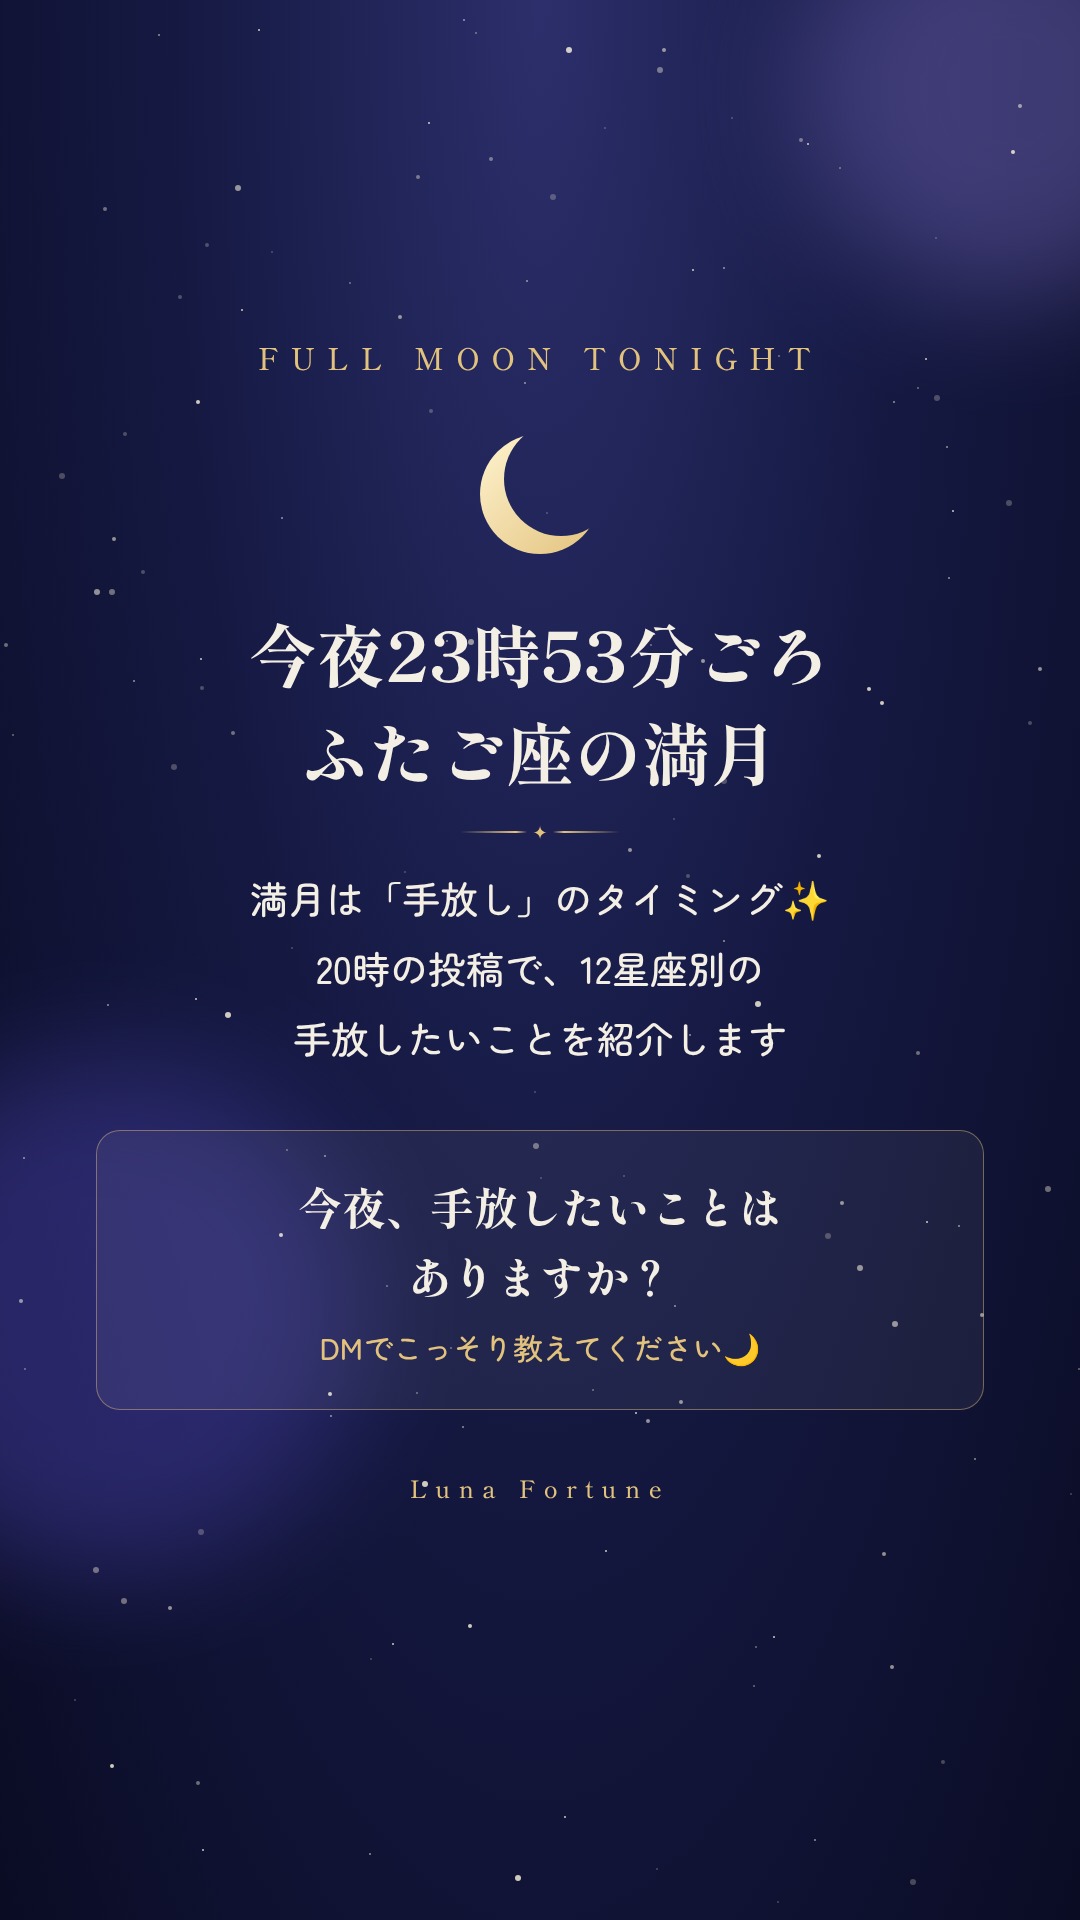 FULL MOON TONIGHT
今夜23時53分ごろ
ふたご座の満月
満月は「手放し」のタイミング✨
20時の投稿で、12星座別の
手放したいことを紹介します
今夜、手放したいことは
ありますか？
DMでこっそり教えてください🌙
Luna Fortune